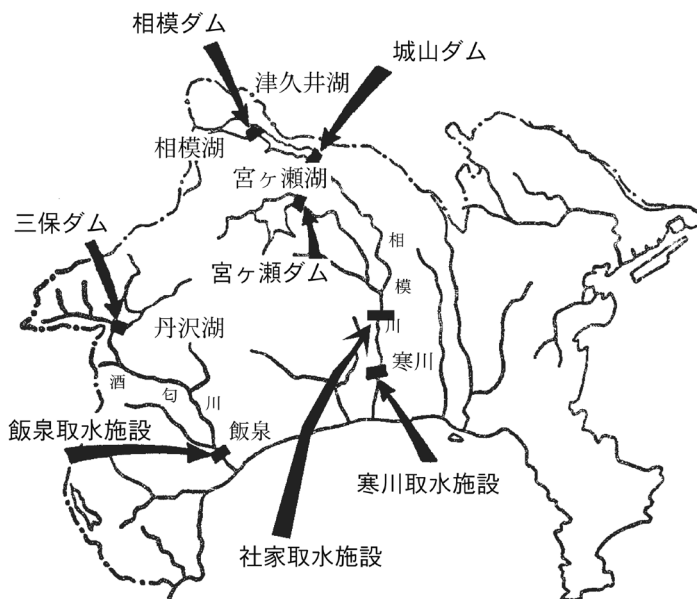 相模ダム
城山ダム
津久井湖
相模湖
宮ヶ瀬湖
三保ダム
宮ヶ瀬ダム
相模川
丹沢湖
寒川
酒匂川
飯泉取水施設
飯泉
寒川取水施設
社家取水施設